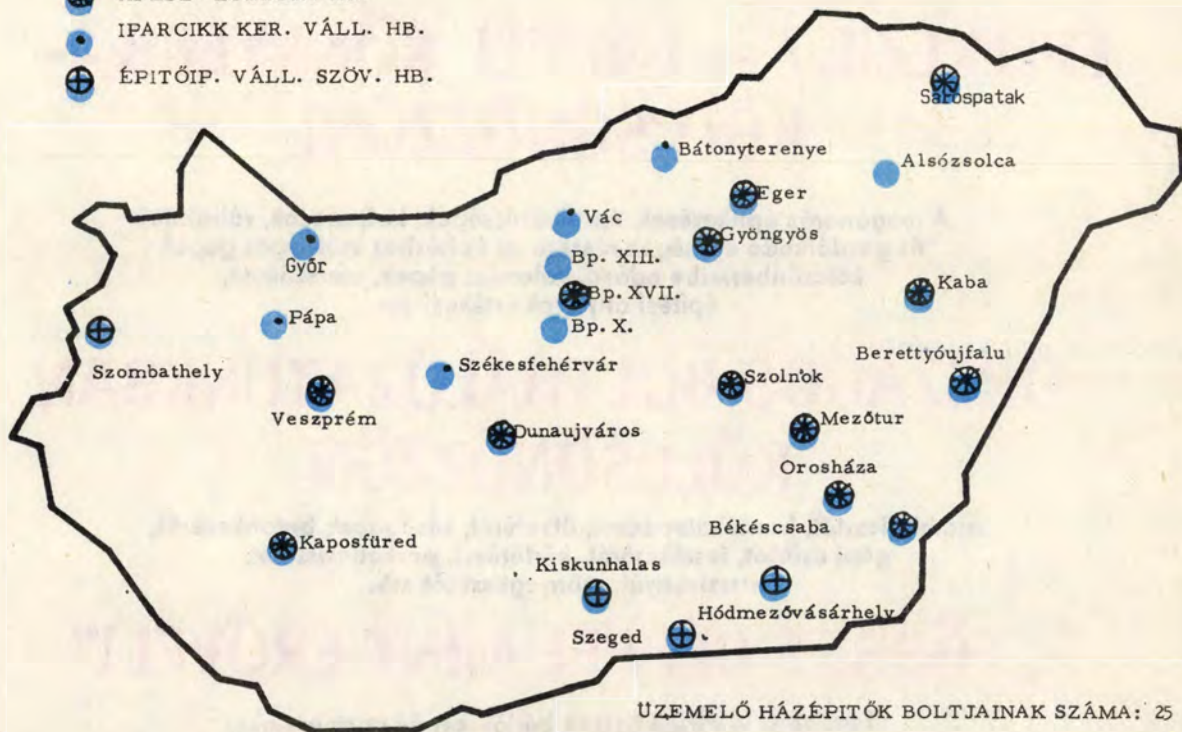 IPARCIKK KER. VÁLL. HB.
ÉPITŐIP. VÁLL. SZÖV. HB.
Sárospatak
Bátonyterenye
Alsózsolca
Eger
Vác
Gyöngyös
Győr
Bp. XIII.
Bp. XVII.
Kaba
Pápa
Bp. X.
Szombathely
Székesfehérvár
Berettyóujfalu
Szolnok
Veszprém
Dunaujváros
Mezőtur
Orosháza
Békéscsaba
Kaposfüred
Kiskunhalas
Hódmezővásárhely
Szeged
ÜZEMELŐ HÁZÉPITŐK BOLTJAINAK SZÁMA: 25